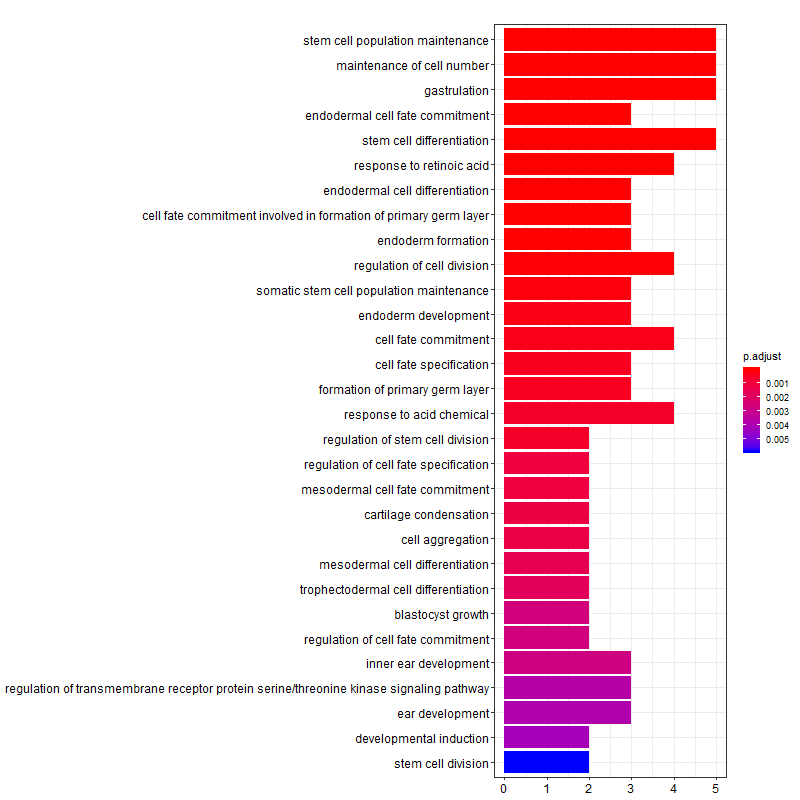 stem cell population maintenance
maintenance of cell number
gastrulation
endodermal cell fate commitment
stem cell differentiation
response to retinoic acid
endodermal cell differentiation
cell fate commitment involved in formation of primary germ layer
endoderm formation
regulation of cell division
somatic stem cell population maintenance
endoderm development
cell fate commitment
cell fate specification
formation of primary germ layer
response to acid chemical
regulation of stem cell division
regulation of cell fate specification
mesodermal cell fate commitment
cartilage condensation
cell aggregation
mesodermal cell differentiation
trophectodermal cell differentiation
blastocyst growth
regulation of cell fate commitment
inner ear development
regulation of transmembrane receptor protein serine/threonine kinase signaling pathway
ear development
developmental induction
stem cell division
0 1 2 3 4 5
p.adjust
0.001
0.002
0.003
0.004
0.005